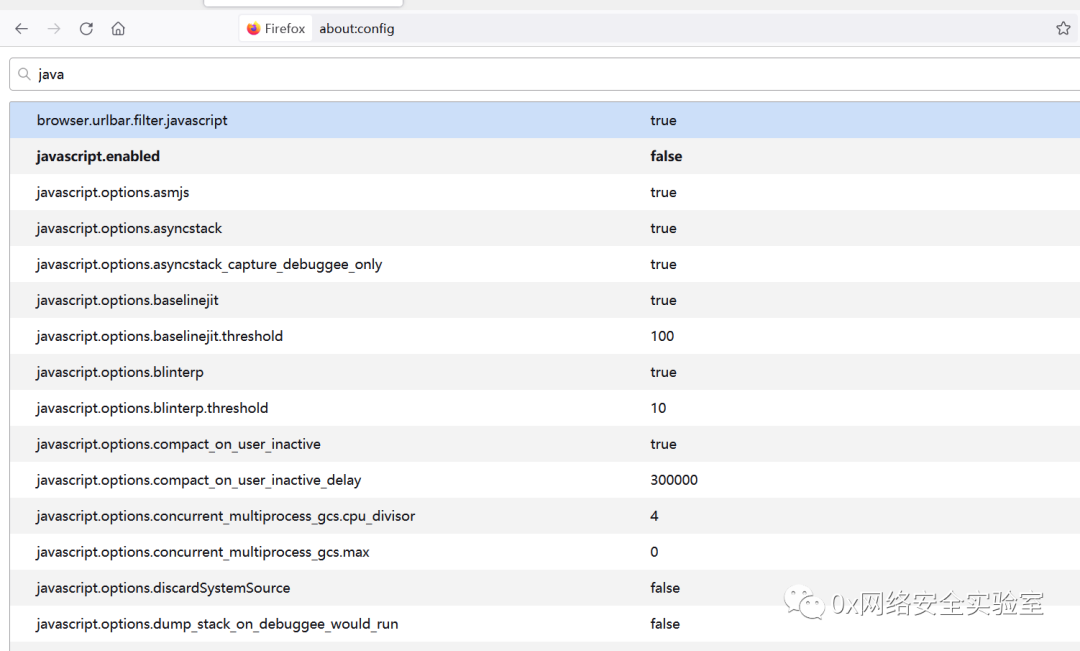 Firefox about:config
java
browser.urlbar.filter.javascript true
javascript.enabled false
javascript.options.asmjs true
javascript.options.asyncstack true
javascript.options.asyncstack_capture_debuggee_only true
javascript.options.baselinejit true
javascript.options.baselinejit.threshold 100
javascript.options.blinterp true
javascript.options.blinterp.threshold 10
javascript.options.compact_on_user_inactive true
javascript.options.compact_on_user_inactive_delay 300000
javascript.options.concurrent_multiprocess_gcs.cpu_divisor 4
javascript.options.concurrent_multiprocess_gcs.max 0
javascript.options.discardSystemSource false
javascript.options.dump_stack_on_debuggee_would_run false
0x网络安全实验室